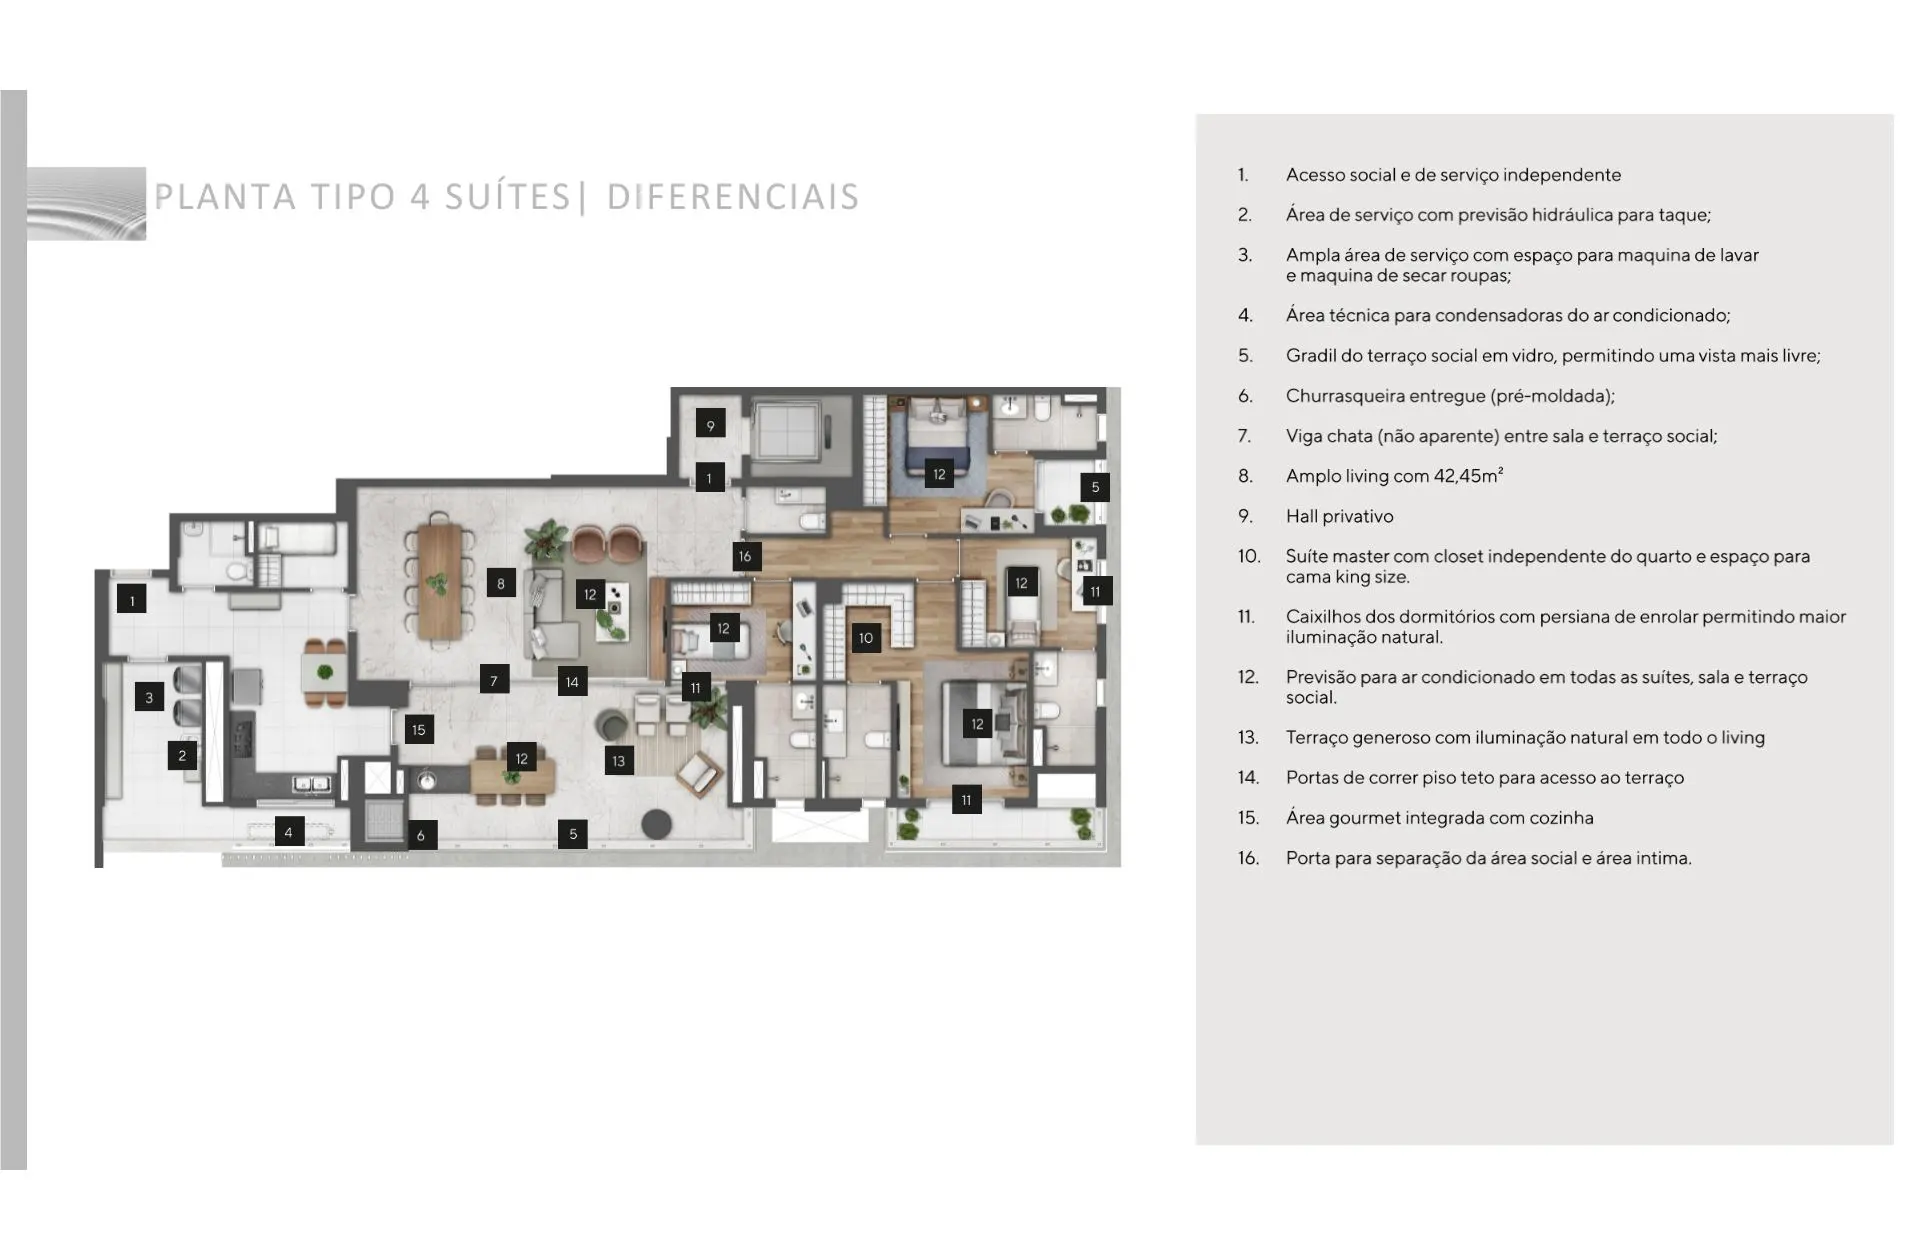 PLANTA TIPO 4 SUÍTES| DIFERENCIAIS
1. Acesso social e de serviço independente
2. Área de serviço com previsão hidráulica para taque;
3. Ampla área de serviço com espaço para maquina de lavar
e maquina de secar roupas;
4. Área técnica para condensadoras do ar condicionado;
5. Gradil do terraço social em vidro, permitindo uma vista mais livre;
6. Churrasqueira entregue (pré-moldada);
7. Viga chata (não aparente) entre sala e terraço social;
8. Amplo living com 42,45m²
9. Hall privativo
10. Suíte master com closet independente do quarto e espaço para
cama king size.
11. Caixilhos dos dormitórios com persiana de enrolar permitindo maior
iluminação natural.
12. Previsão para ar condicionado em todas as suítes, sala e terraço
social.
13. Terraço generoso com iluminação natural em todo o living
14. Portas de correr piso teto para acesso ao terraço
15. Área gourmet integrada com cozinha
16. Porta para separação da área social e área intima.
9
1
12
5
16
8
12
12
11
1
12
10
7
14
11
3
15
12
2
12
13
11
4
6
5